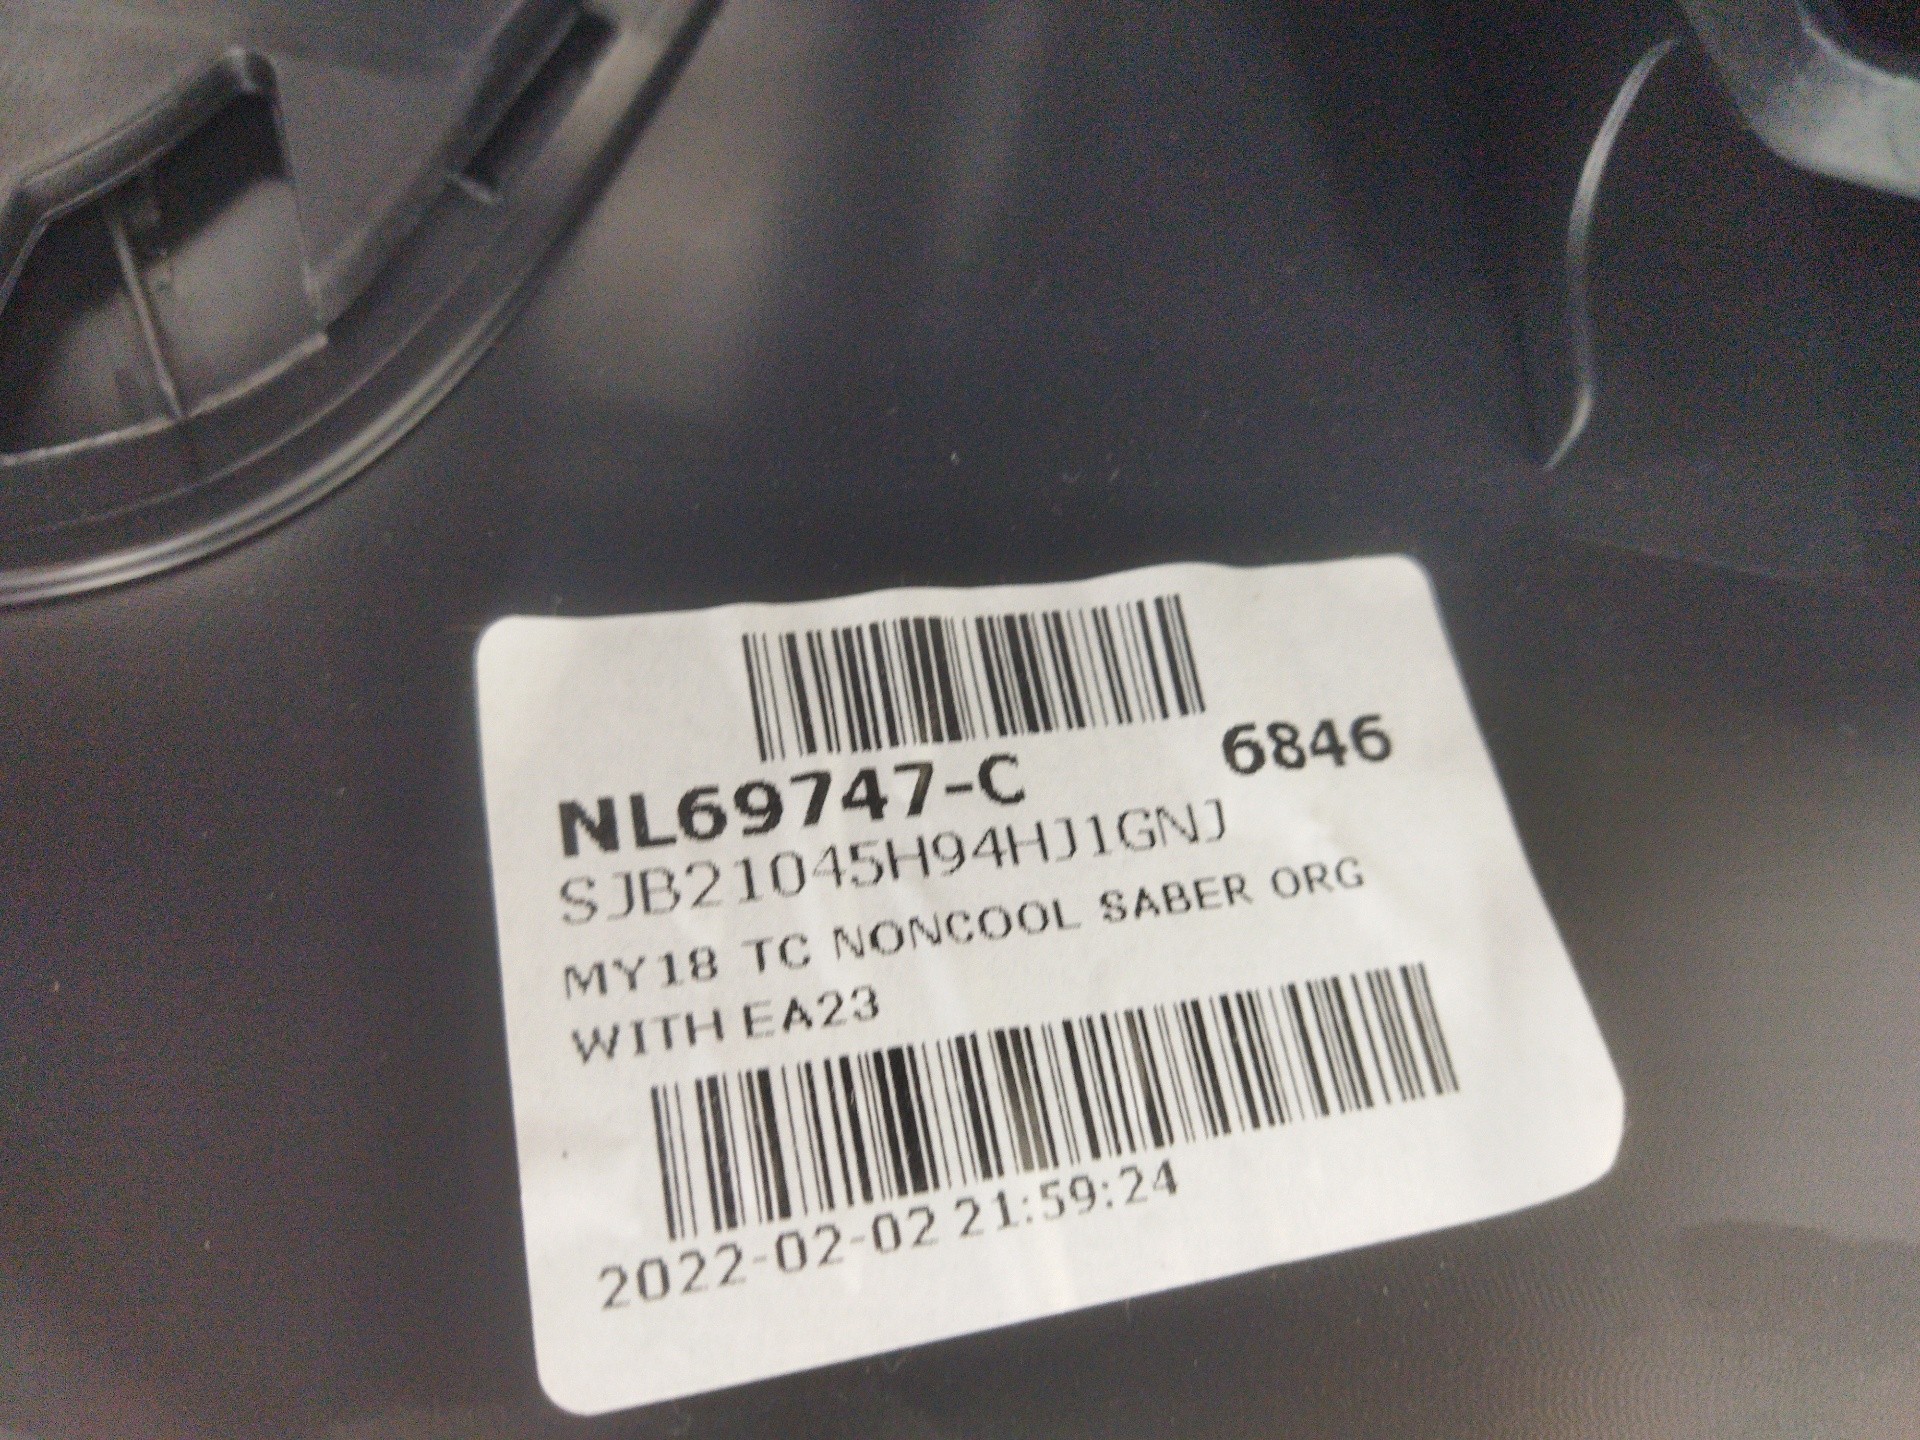 NL69747-C 6846
SJB21045H94HJ1GNJ
MY18 TC NONCOOL SABER ORG
WITH EA23
2022-02-02 21:59:24